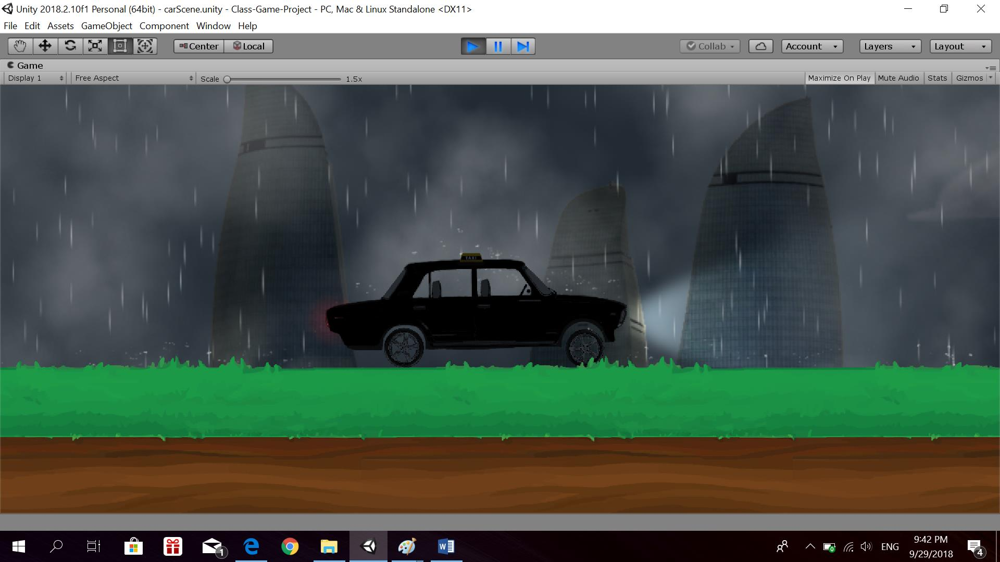 Unity 2018.2.10f1 Personal (64bit) - carScene.unity - Class-Game-Project - PC, Mac & Linux Standalone <DX11>
File Edit Assets GameObject Component Window Help
Center Local Collab Account Layers Layout
Game
Display 1 Free Aspect Scale 1.5x Maximize On Play Mute Audio Stats Gizmos
TAXI
1 W ENG 9:42 PM 4
9/29/2018